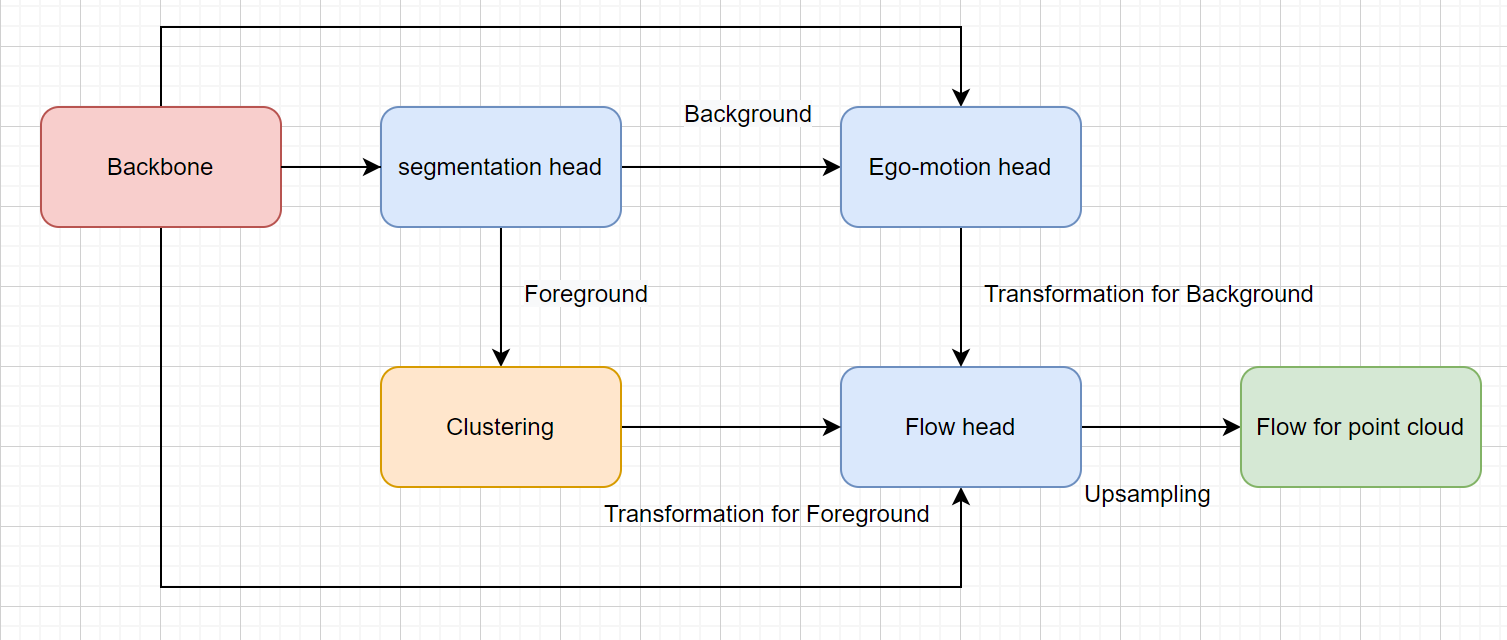 Background
Backbone
segmentation head
Ego-motion head
Foreground
Transformation for Background
Clustering
Flow head
Flow for point cloud
Upsampling
Transformation for Foreground